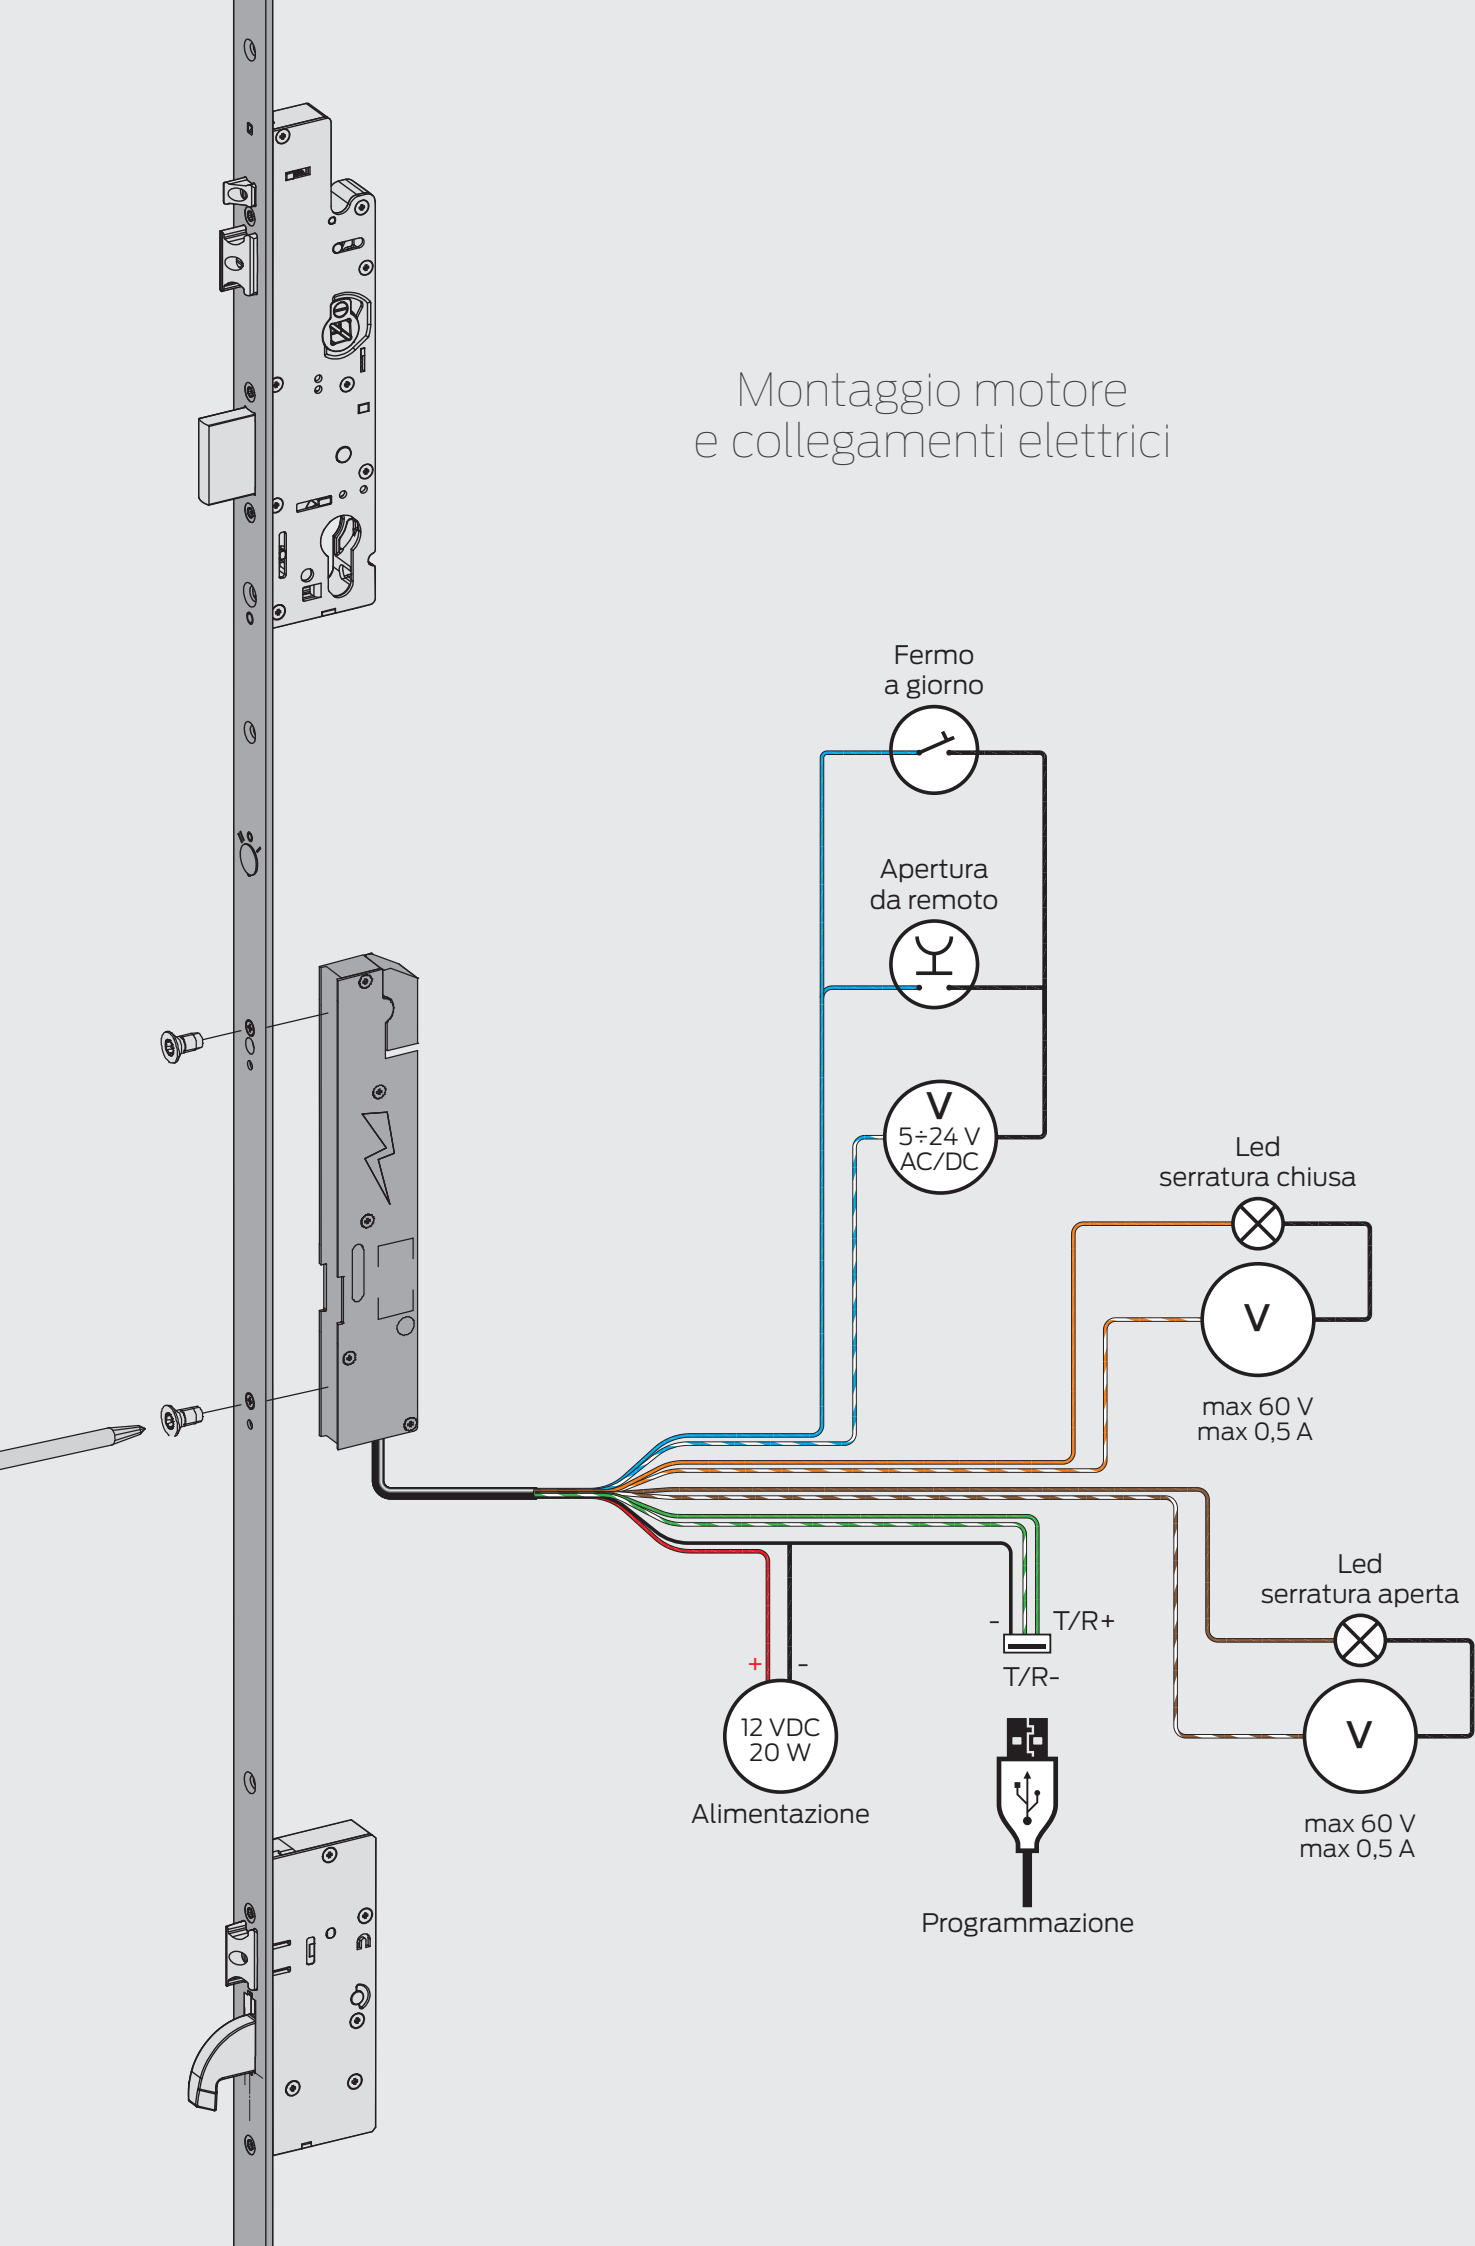 Montaggio motore
e collegamenti elettrici
Fermo
a giorno
Apertura
da remoto
V
5÷24 V
AC/DC
Led
serratura chiusa
V
max 60 V
max 0,5 A
Led
serratura aperta
V
max 60 V
max 0,5 A
- T/R+
T/R-
+ -
12 VDC
20 W
Alimentazione
Programmazione